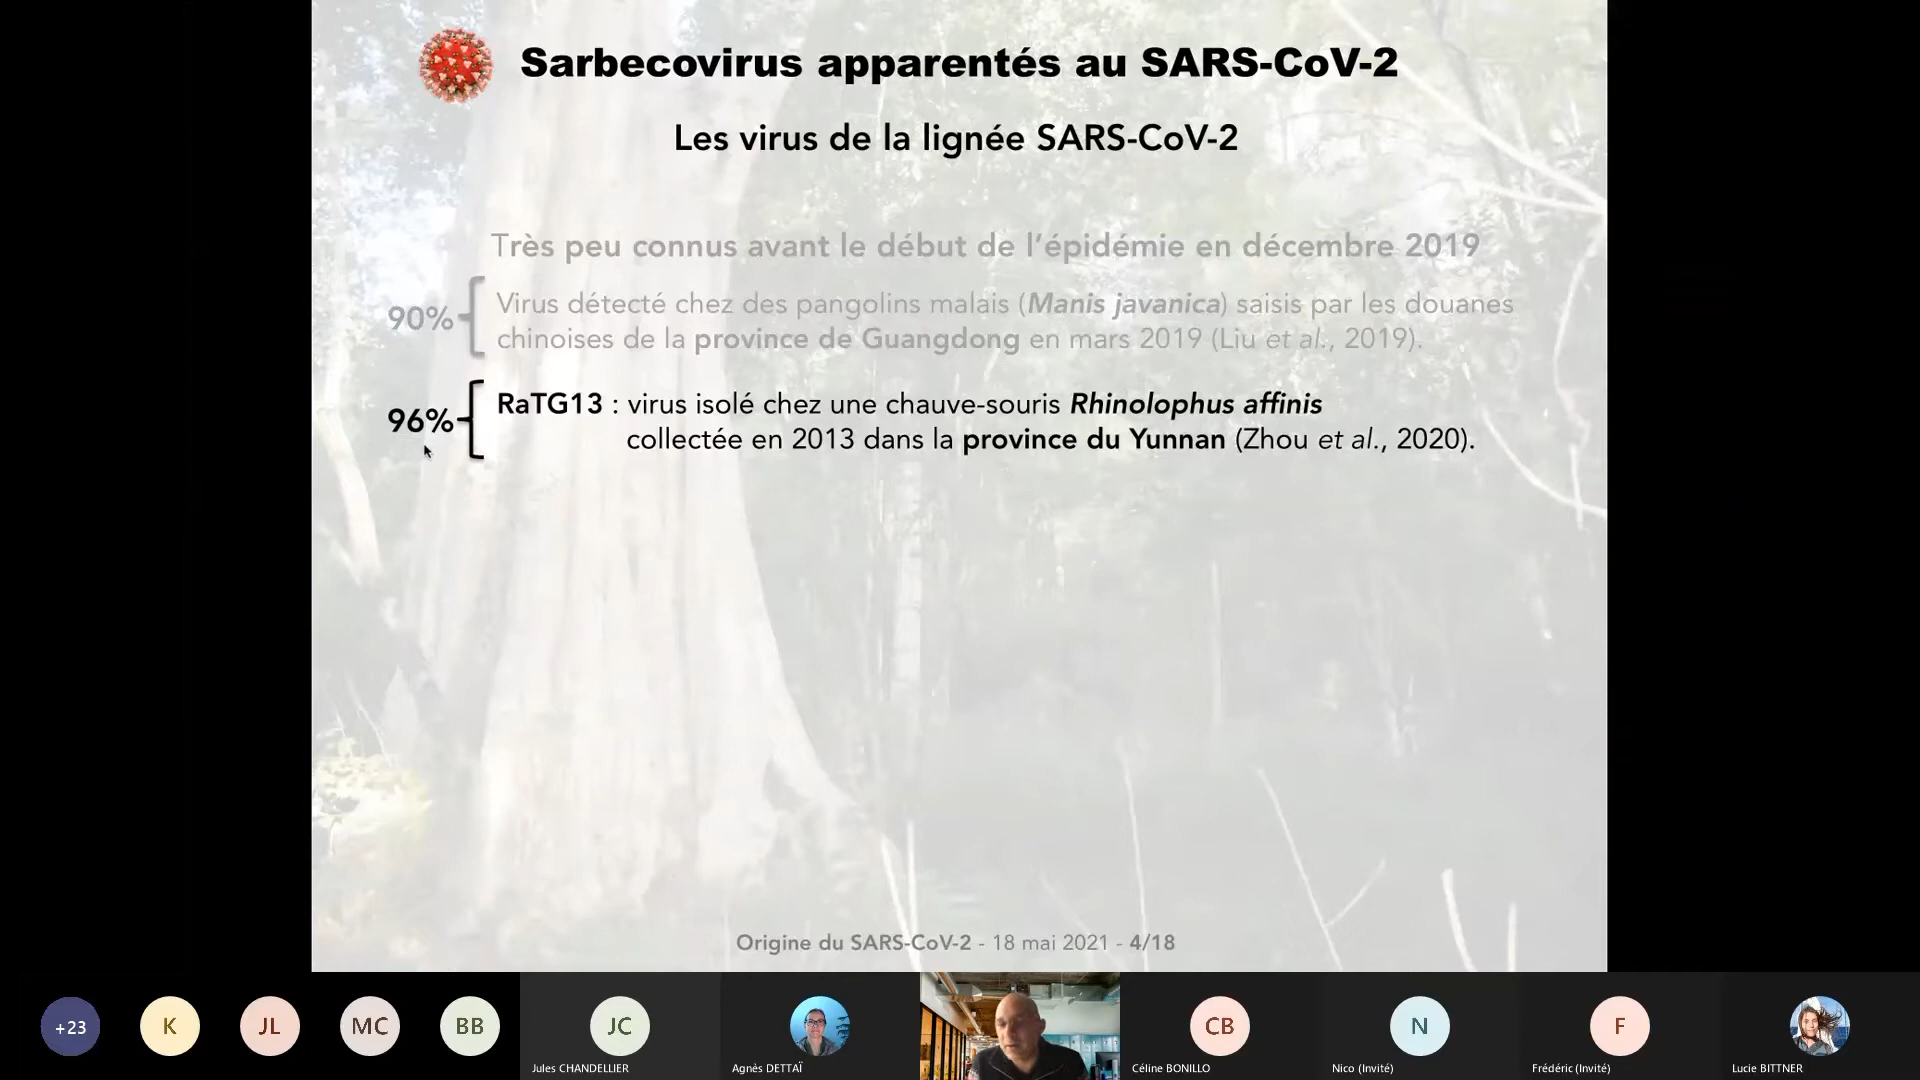 Sarbecovirus apparentés au SARS-CoV-2
Les virus de la lignée SARS-CoV-2
Très peu connus avant le début de l'épidémie en décembre 2019
90%
Virus détecté chez des pangolins malais (Manis javanica) saisis par les douanes
chinoises de la province de Guangdong en mars 2019 (Liu et al., 2019).
96%
RaTG13 : virus isolé chez une chauve-souris Rhinolophus affinis
collectée en 2013 dans la province du Yunnan (Zhou et al., 2020).
Origine du SARS-CoV-2 - 18 mai 2021 - 4/18
+23
K
JL
MC
BB
JC
CB
N
F
Jules CHANDELLIER
Agnès DETTAÏ
Céline BONILLO
Nico (Invité)
Frédéric (Invité)
Lucie BITTNER